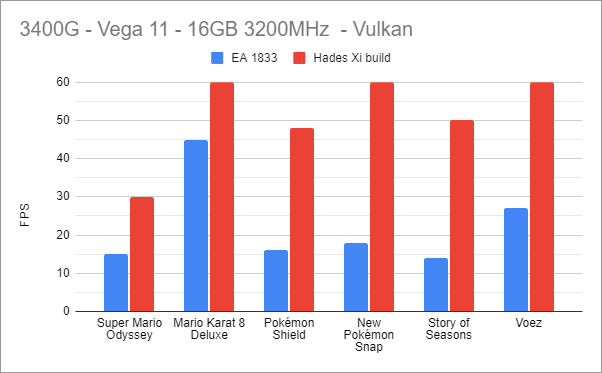 3400G - Vega 11 - 16GB 3200MHz  - Vulkan
EA 1833 Hades Xi build
60
50
40
30
20
10
0
FPS
Super Mario
Odyssey
Mario Karat 8
Deluxe
Pokémon
Shield
New
Pokémon
Snap
Story of
Seasons
Voez